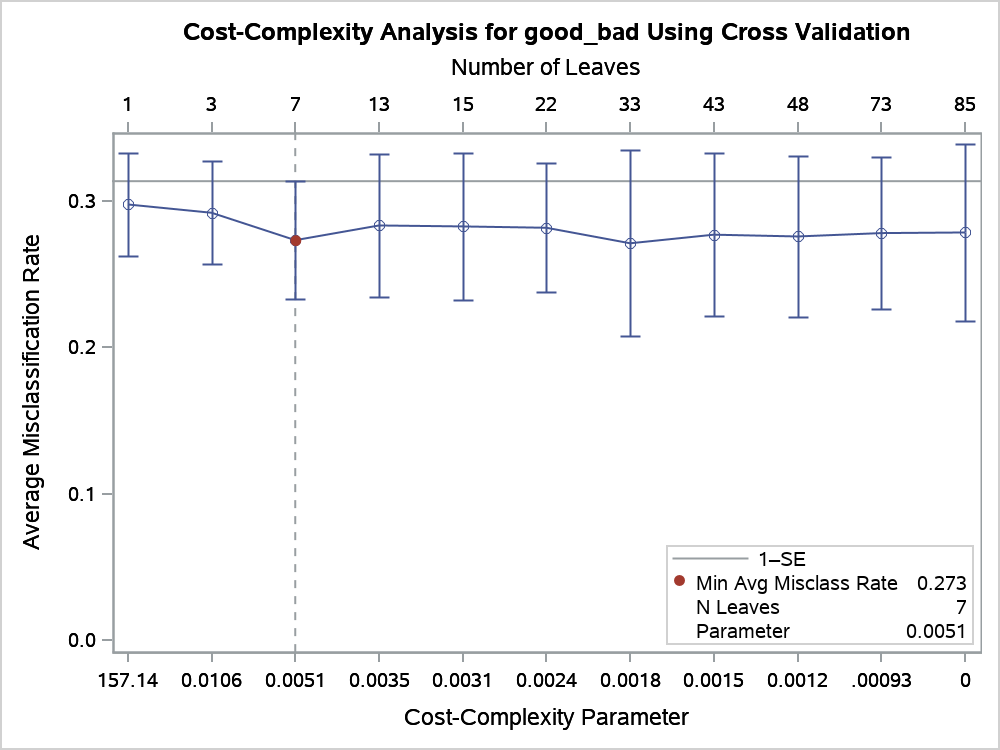 Cost-Complexity Analysis for good_bad Using Cross Validation
Number of Leaves
1 3 7 13 15 22 33 43 48 73 85
Average Misclassification Rate
0.3
0.2
0.1
0.0
1–SE
Min Avg Misclass Rate 0.273
N Leaves 7
Parameter 0.0051
157.14 0.0106 0.0051 0.0035 0.0031 0.0024 0.0018 0.0015 0.0012 .00093 0
Cost-Complexity Parameter